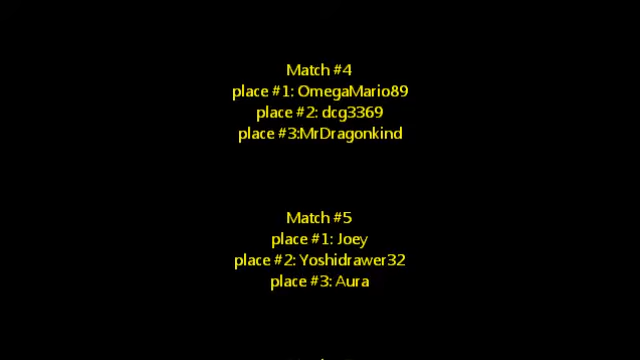 Match #4
place #1: OmegaMario89
place #2: dcg3369
place #3:MrDragonkind
Match #5
place #1: Joey
place #2: Yoshidrawer32
place #3: Aura